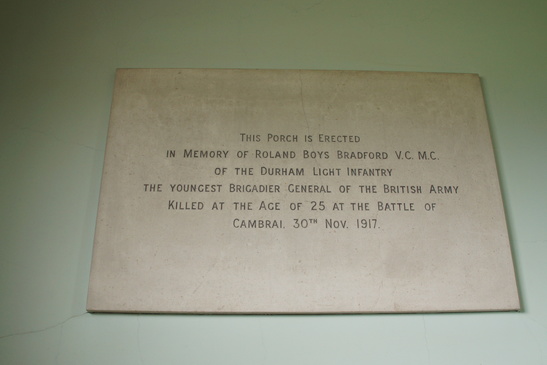 This Porch is Erected
in Memory of Roland Boys Bradford V.C. M.C.
of the Durham Light Infantry
the youngest Brigadier General of the British Army
Killed at the Age of 25 at the Battle of
Cambrai. 30th Nov. 1917.